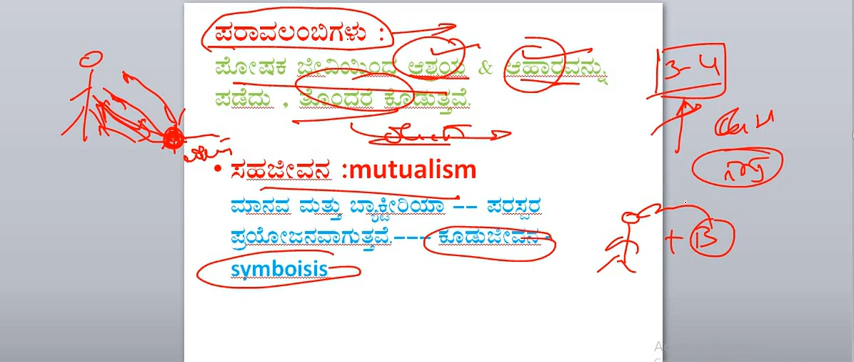 ಪರಾವಲಂಬಿಗಳು :
ಪೋಷಕ ಜೀವಿಯಿಂದ ಆಶ್ರಯ & ಆಹಾರವನ್ನು
ಪಡೆದು , ತೊಂದರೆ ಕೊಡುತ್ತವೆ.
• ಸಹಜೀವನ :mutualism
ಮಾನವ ಮತ್ತು ಬ್ಯಾಕ್ಟೀರಿಯಾ -- ಪರಸ್ಪರ
ಪ್ರಯೋಜನವಾಗುತ್ತವೆ.--- ಕೂಡುಜೀವನ-
symboisis
13-4
+ B